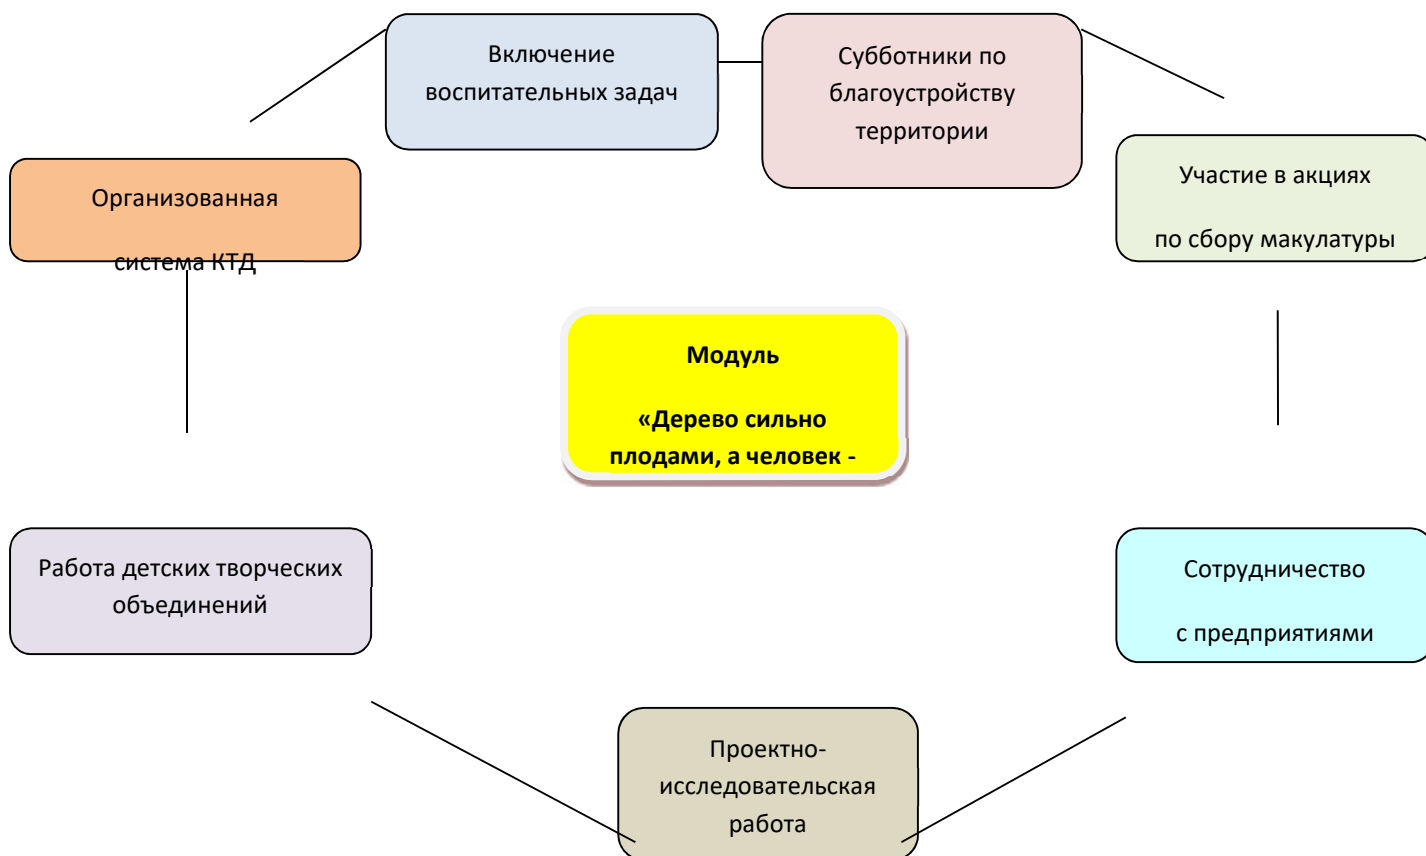 Включение
воспитательных задач
Субботники по
благоустройству
территории
Организованная
система КТД
Участие в акциях
по сбору макулатуры
Модуль
«Дерево сильно
плодами, а человек -
Работа детских творческих
объединений
Сотрудничество
с предприятиями
Проектно-
исследовательская
работа